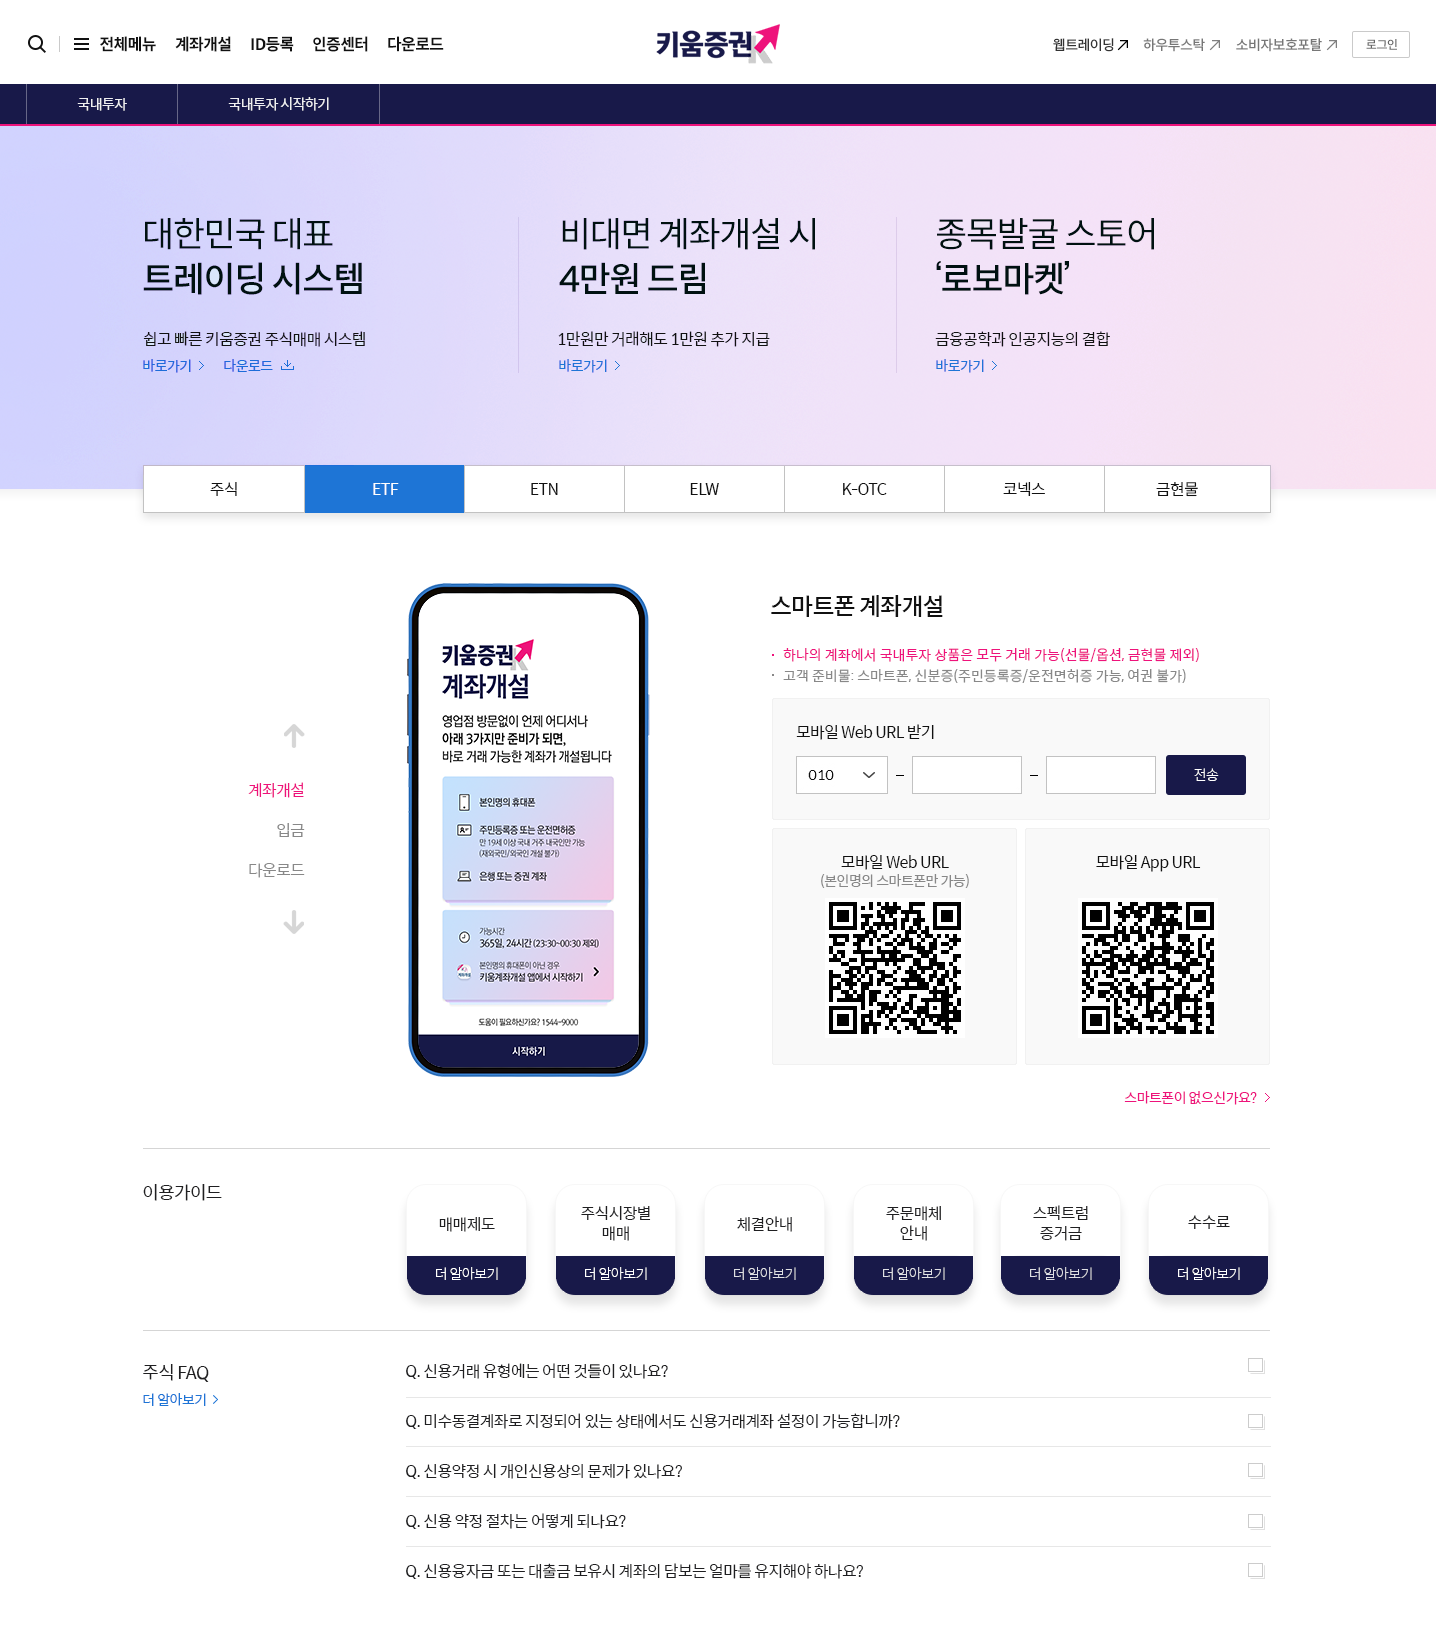 전체메뉴 계좌개설 ID등록 인증센터 다운로드
키움증권
웹트레이딩 하우투스탁 소비자보호포탈 로그인
국내투자 국내투자 시작하기
대한민국 대표
트레이딩 시스템
쉽고 빠른 키움증권 주식매매 시스템
바로가기 다운로드
비대면 계좌개설 시
4만원 드림
1만원만 거래해도 1만원 추가 지급
바로가기
종목발굴 스토어
‘로보마켓’
금융공학과 인공지능의 결합
바로가기
주식 ETF ETN ELW K-OTC 코넥스 금현물
계좌개설
입금
다운로드
키움증권
계좌개설
영업점 방문없이 언제 어디서나
아래 3가지만 준비가 되면,
바로 거래 가능한 계좌가 개설됩니다
본인명의 휴대폰
주민등록증 또는 운전면허증
만 19세 이상 국내 거주 내국인만 가능
(재외국민/외국인 개설 불가)
은행 또는 증권 계좌
가능시간
365일, 24시간 (23:30~00:30 제외)
본인명의 휴대폰이 아닌 경우
키움계좌개설 앱에서 시작하기
도움이 필요하신가요? 1544-9000
시작하기
스마트폰 계좌개설
· 하나의 계좌에서 국내투자 상품은 모두 거래 가능(선물/옵션, 금현물 제외)
· 고객 준비물: 스마트폰, 신분증(주민등록증/운전면허증 가능, 여권 불가)
모바일 Web URL 받기
010 – – 전송
모바일 Web URL
(본인명의 스마트폰만 가능)
모바일 App URL
스마트폰이 없으신가요?
이용가이드
매매제도
더 알아보기
주식시장별
매매
더 알아보기
체결안내
더 알아보기
주문매체
안내
더 알아보기
스펙트럼
증거금
더 알아보기
수수료
더 알아보기
주식 FAQ
더 알아보기
Q. 신용거래 유형에는 어떤 것들이 있나요?
Q. 미수동결계좌로 지정되어 있는 상태에서도 신용거래계좌 설정이 가능합니까?
Q. 신용약정 시 개인신용상의 문제가 있나요?
Q. 신용 약정 절차는 어떻게 되나요?
Q. 신용융자금 또는 대출금 보유시 계좌의 담보는 얼마를 유지해야 하나요?